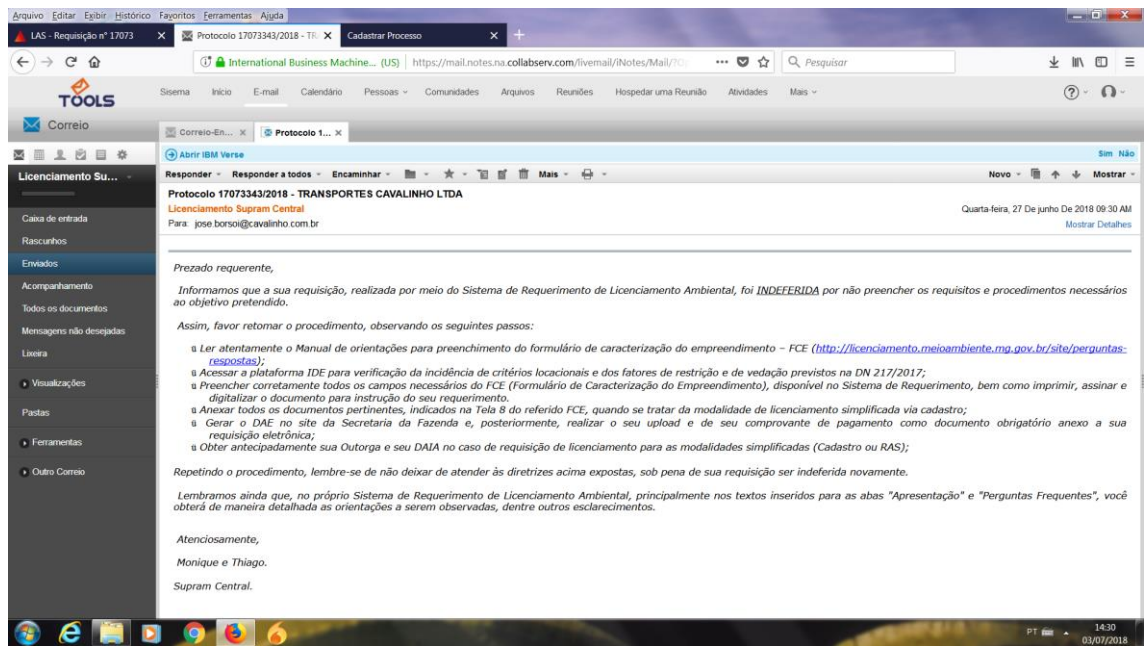 Arquivo Editar Exibir Histórico Favoritos Ferramentas Ajuda
LAS - Requisição nº 17073 X Protocolo 17073343/2018 - TR X Cadastrar Processo X +
International Business Machine... (US) https://mail.notes.na.collabserv.com/livemail/iNotes/Mail/?O Pesquisar
TOOLS Sisema Início E-mail Calendário Pessoas Comunidades Arquivos Reuniões Hospedar uma Reunião Atividades Mais
Correio Correio-En... X Protocolo 1... X
Abrir IBM Verse Sim Não
Licenciamento Su... Responder Responder a todos Encaminhar Mais Novo Mostrar
Protocolo 17073343/2018 - TRANSPORTES CAVALINHO LTDA
Licenciamento Supram Central Quarta-feira, 27 De junho De 2018 09:30 AM
Para: jose.borsoi@cavalinho.com.br Mostrar Detalhes
Caixa de entrada
Rascunhos
Enviados
Acompanhamento
Todos os documentos
Mensagens não desejadas
Lixeira
Visualizações
Pastas
Ferramentas
Outro Correio
Prezado requerente,
Informamos que a sua requisição, realizada por meio do Sistema de Requerimento de Licenciamento Ambiental, foi INDEFERIDA por não preencher os requisitos e procedimentos necessários
ao objetivo pretendido.
Assim, favor retomar o procedimento, observando os seguintes passos:
Ler atentamente o Manual de orientações para preenchimento do formulário de caracterização do empreendimento – FCE (http://licenciamento.meioambiente.mg.gov.br/site/perguntas-
respostas);
Acessar a plataforma IDE para verificação da incidência de critérios locacionais e dos fatores de restrição e de vedação previstos na DN 217/2017;
Preencher corretamente todos os campos necessários do FCE (Formulário de Caracterização do Empreendimento), disponível no Sistema de Requerimento, bem como imprimir, assinar e
digitalizar o documento para instrução do seu requerimento.
Anexar todos os documentos pertinentes, indicados na Tela 8 do referido FCE, quando se tratar da modalidade de licenciamento simplificada via cadastro;
Gerar o DAE no site da Secretaria da Fazenda e, posteriormente, realizar o seu upload e de seu comprovante de pagamento como documento obrigatório anexo a sua
requisição eletrônica;
Obter antecipadamente sua Outorga e seu DAIA no caso de requisição de licenciamento para as modalidades simplificadas (Cadastro ou RAS);
Repetindo o procedimento, lembre-se de não deixar de atender às diretrizes acima expostas, sob pena de sua requisição ser indeferida novamente.
Lembramos ainda que, no próprio Sistema de Requerimento de Licenciamento Ambiental, principalmente nos textos inseridos para as abas "Apresentação" e "Perguntas Frequentes", você
obterá de maneira detalhada as orientações a serem observadas, dentre outros esclarecimentos.
Atenciosamente,
Monique e Thiago.
Supram Central.
PT 14:30
03/07/2018